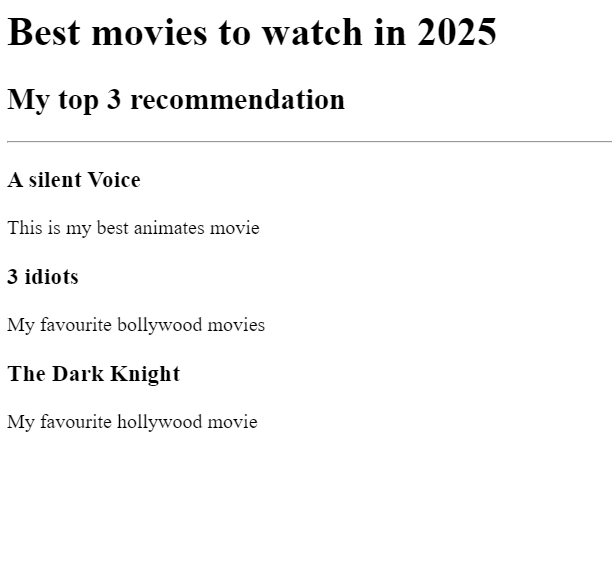 Best movies to watch in 2025
My top 3 recommendation
A silent Voice
This is my best animates movie
3 idiots
My favourite bollywood movies
The Dark Knight
My favourite hollywood movie